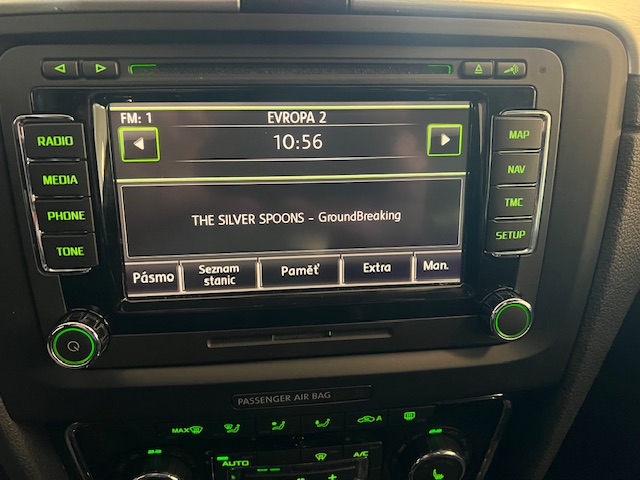 FM: 1 EVROPA 2
10:56
RADIO
MEDIA
PHONE
TONE
MAP
NAV
TMC
SETUP
THE SILVER SPOONS - GroundBreaking
Pásmo
Seznam
stanic
Paměť
Extra
Man.
PASSENGER AIR BAG
MAX
A
AUTO
A/C